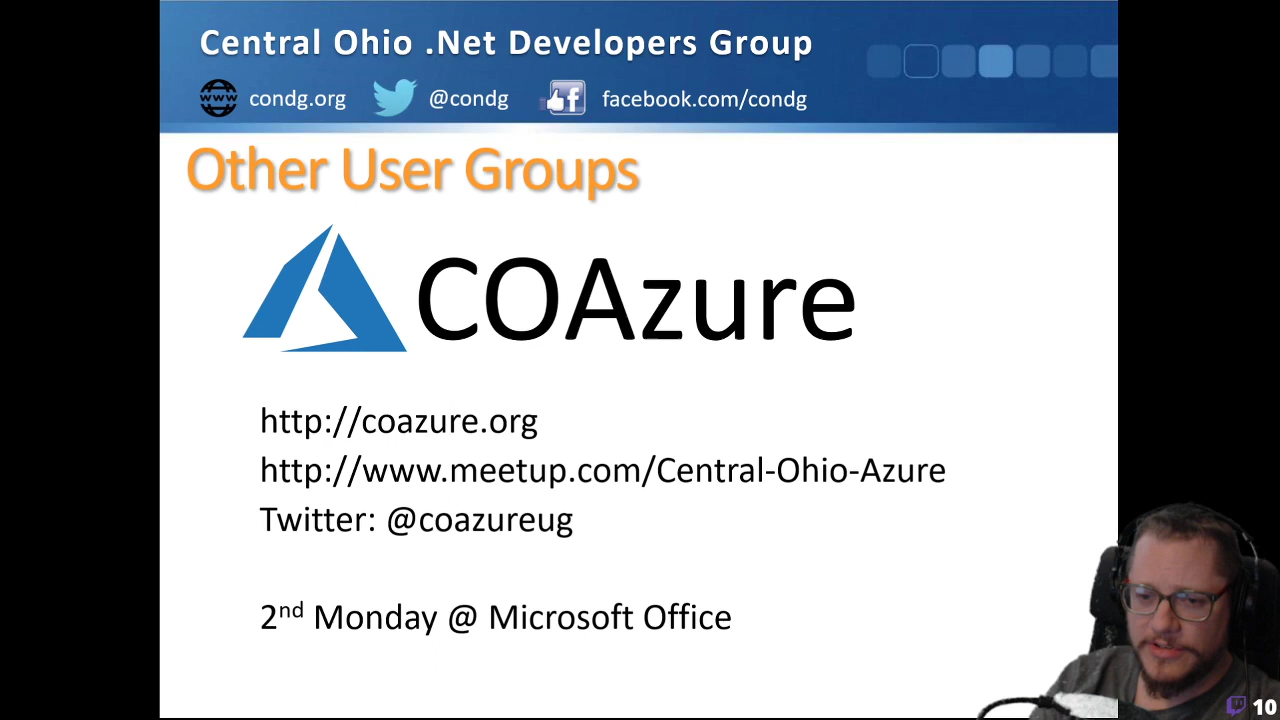 Central Ohio .Net Developers Group
www condg.org @condg f facebook.com/condg
Other User Groups
COAzure
http://coazure.org
http://www.meetup.com/Central-Ohio-Azure
Twitter: @coazureug
2nd Monday @ Microsoft Office
10